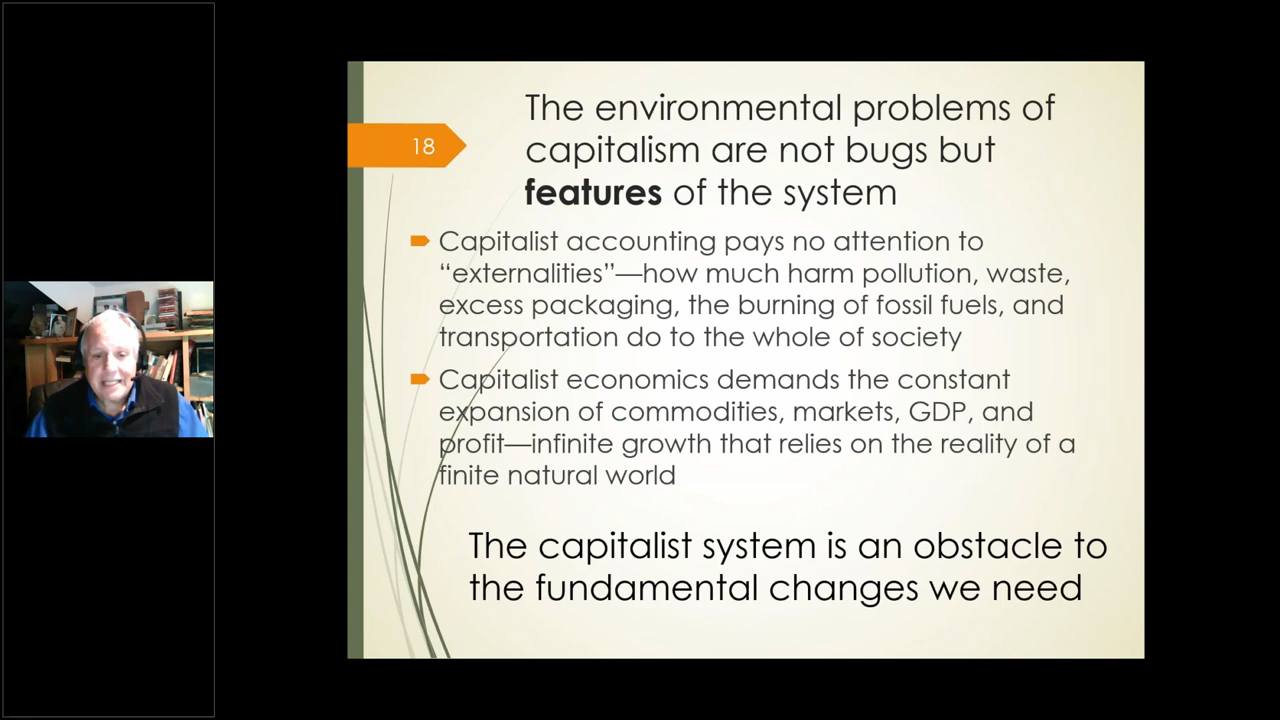 18
The environmental problems of
capitalism are not bugs but
features of the system
Capitalist accounting pays no attention to
“externalities”—how much harm pollution, waste,
excess packaging, the burning of fossil fuels, and
transportation do to the whole of society
Capitalist economics demands the constant
expansion of commodities, markets, GDP, and
profit—infinite growth that relies on the reality of a
finite natural world
The capitalist system is an obstacle to
the fundamental changes we need